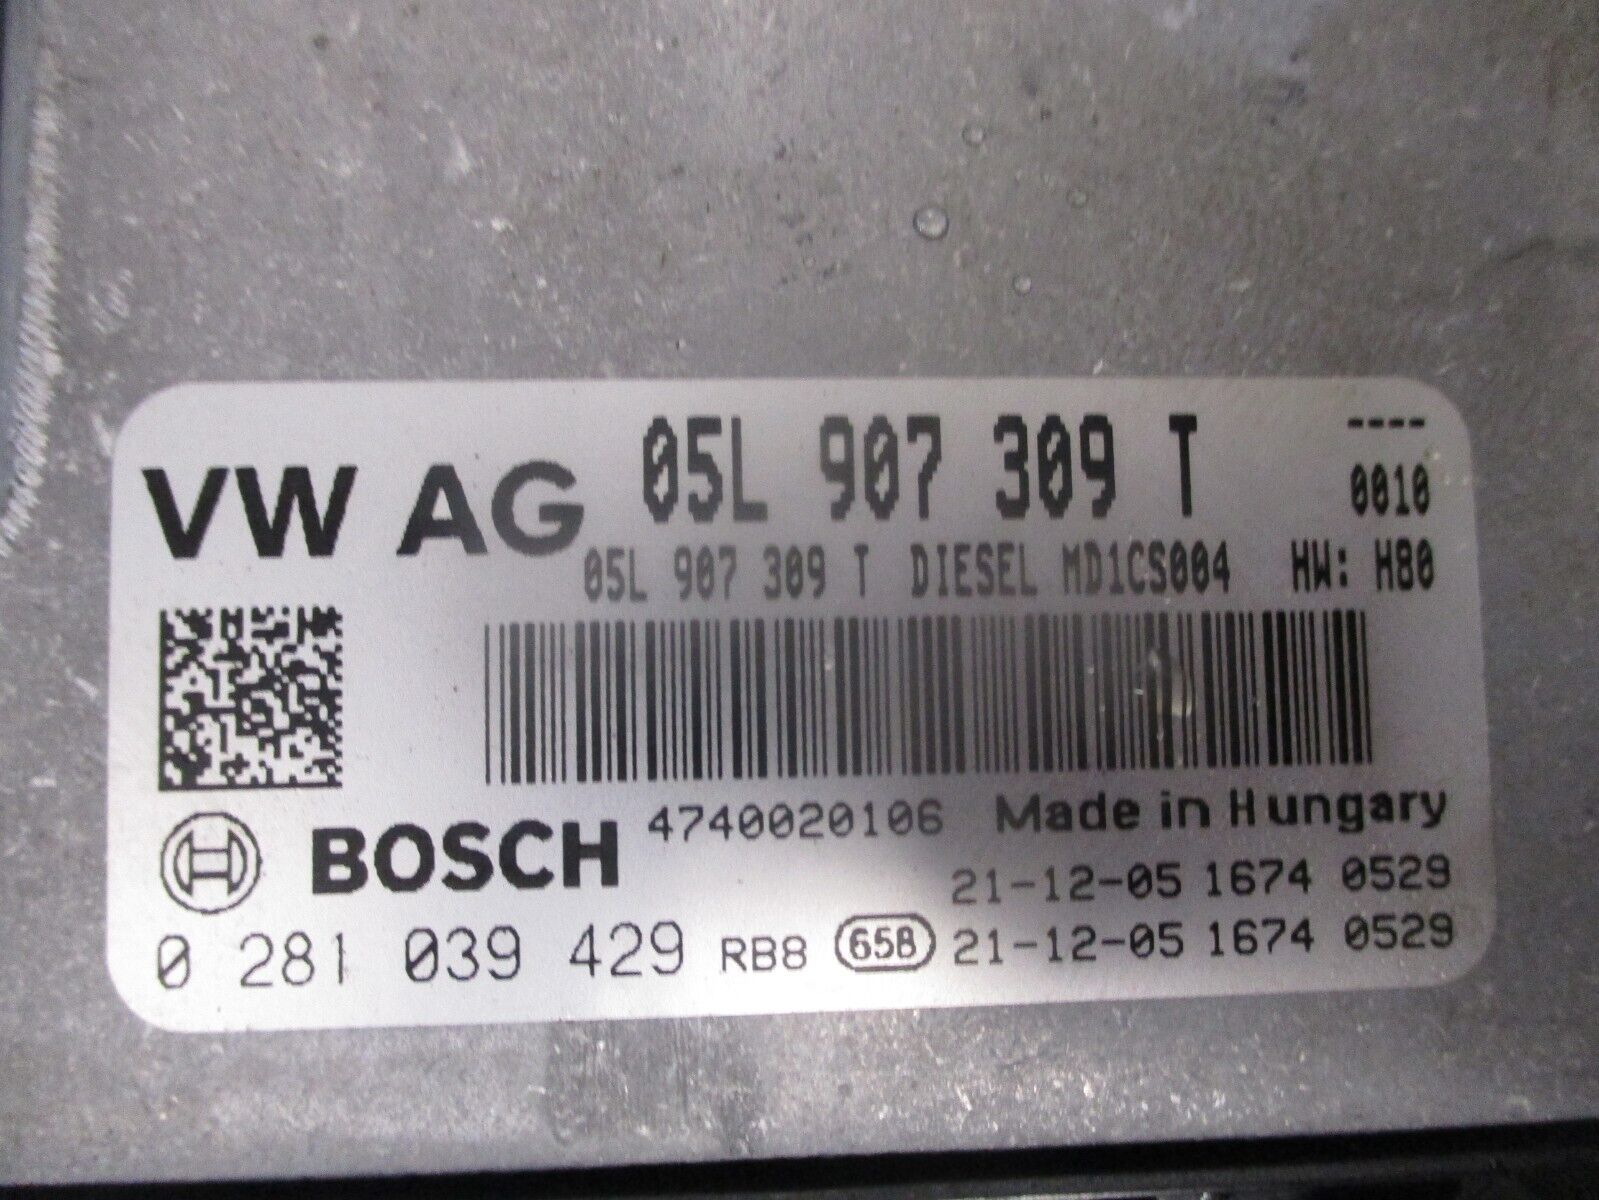 VW AG 05L 907 309 T ----
0010
05L 907 309 T DIESEL MD1CS004 HW: H80
BOSCH 4740020106 Made in Hungary
21-12-05 1674 0529
0 281 039 429 RB8 658 21-12-05 1674 0529